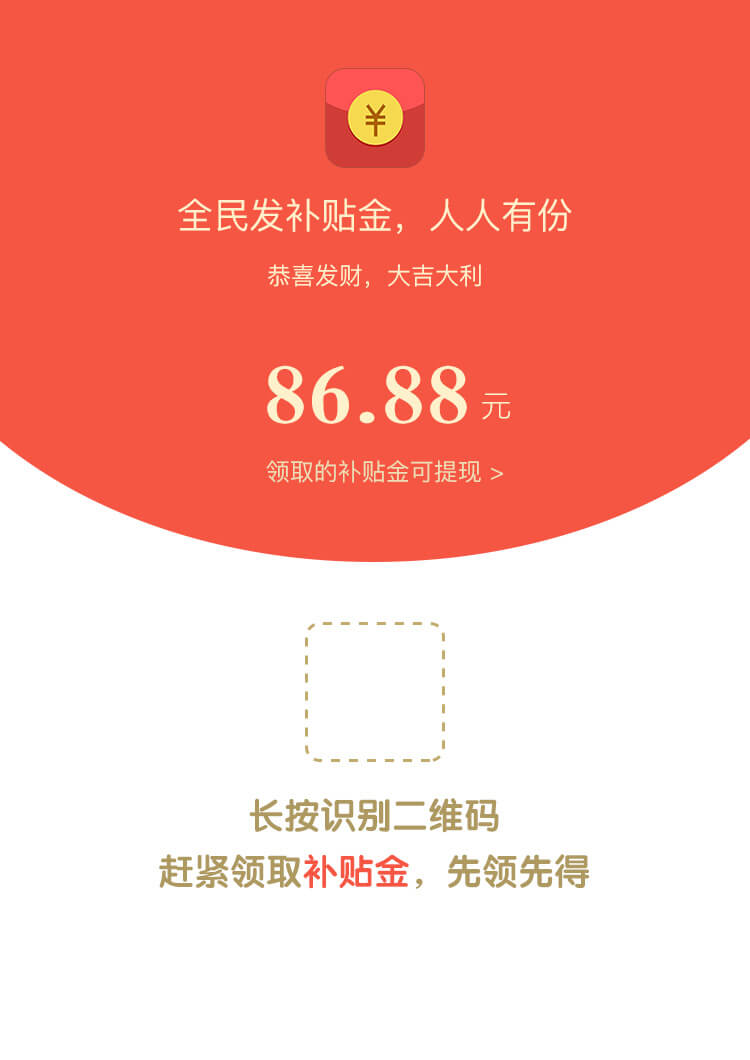 ¥
全民发补贴金，人人有份
恭喜发财，大吉大利
86.88 元
领取的补贴金可提现 >
长按识别二维码
赶紧领取补贴金，先领先得